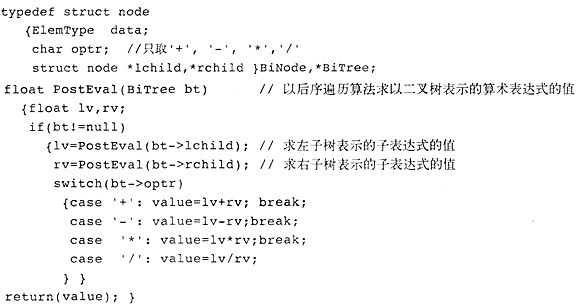 typedef struct node
{ElemType data;
char optr; //只取'+', '-', '*','/'
struct node *lchild,*rchild }BiNode,*BiTree;
float PostEval(BiTree bt) // 以后序遍历算法求以二叉树表示的算术表达式的值
{float lv,rv;
if(bt!=null)
{lv=PostEval(bt->lchild); // 求左子树表示的子表达式的值
rv=PostEval(bt->rchild); // 求右子树表示的子表达式的值
switch(bt->optr)
{case '+': value=lv+rv; break;
case '-': value=lv-rv;break;
case '*': value=lv*rv;break;
case '/': value=lv/rv;
} }
return(value); }